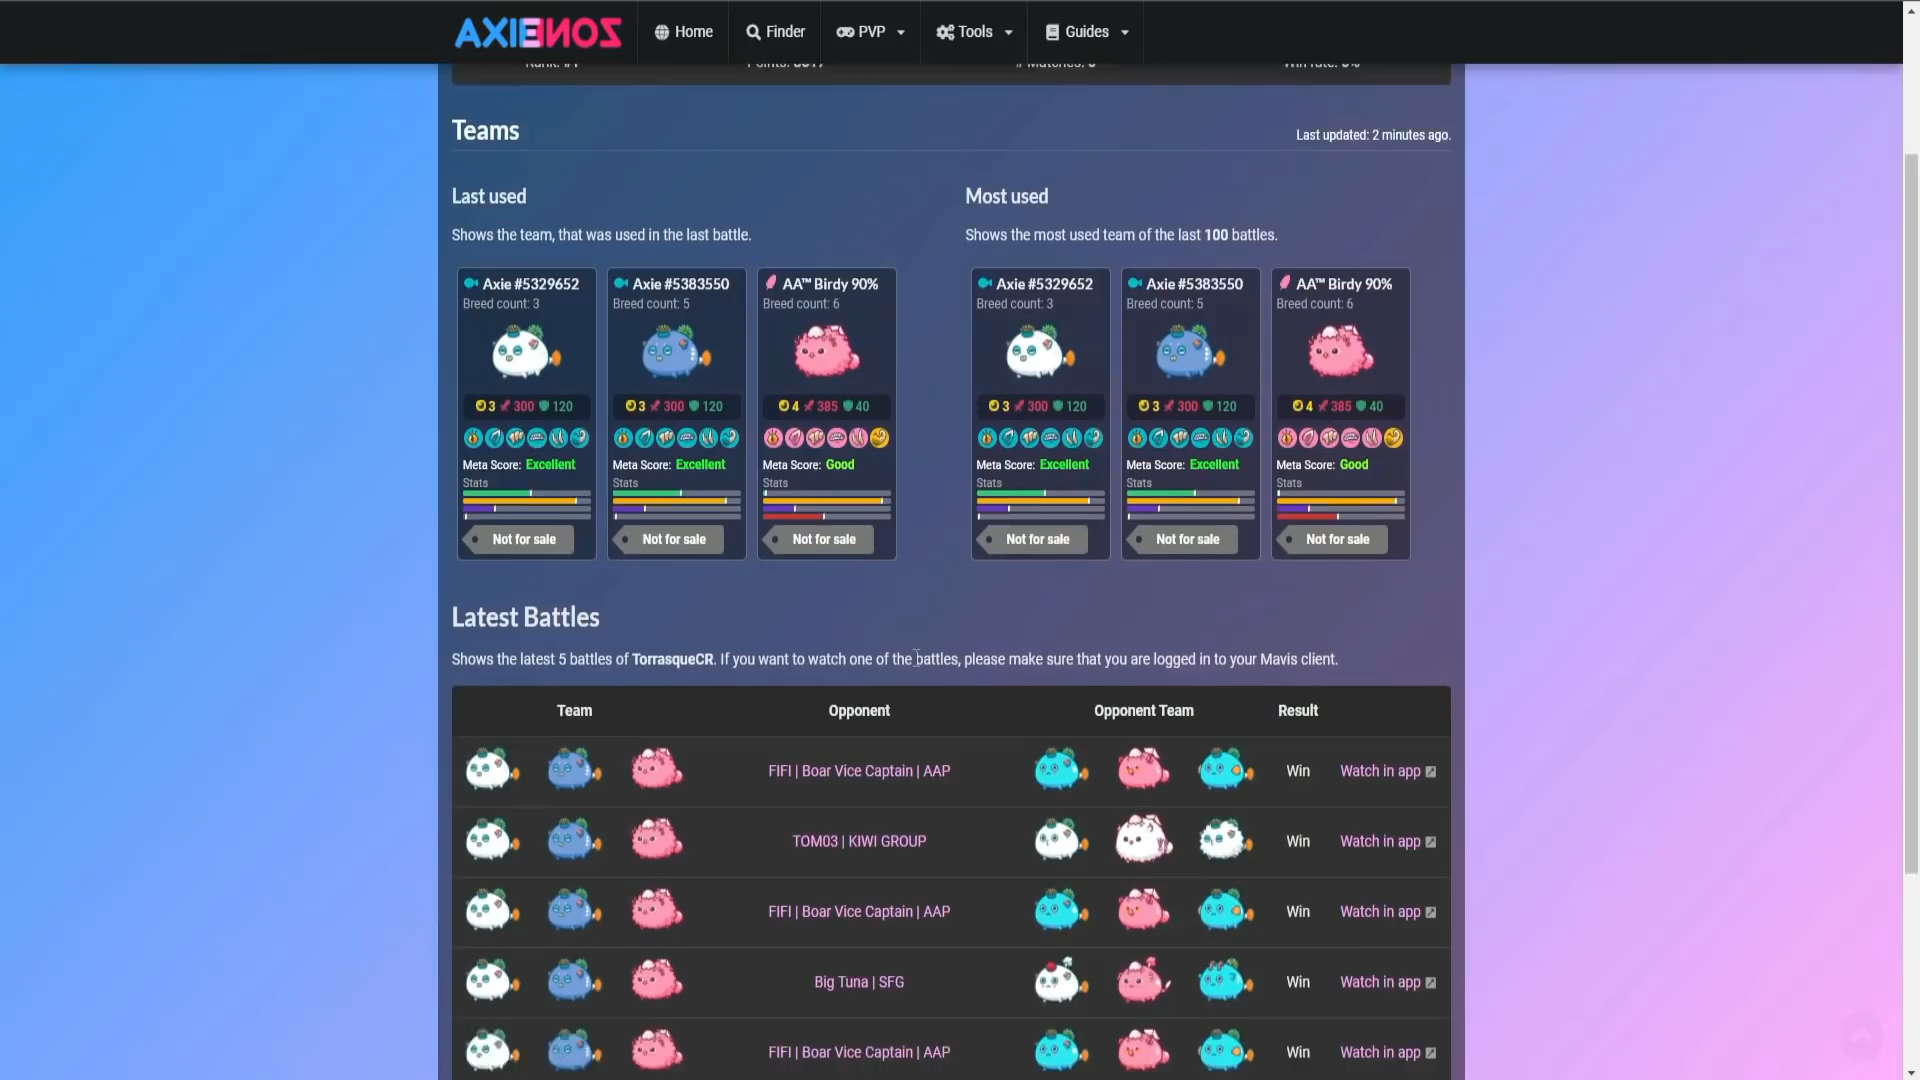 AXIE ZONE
Home
Finder
PVP
Tools
Guides
Teams
Last updated: 2 minutes ago.
Last used
Most used
Shows the team, that was used in the last battle.
Shows the most used team of the last 100 battles.
Axie #5329652
Breed count: 3
3 300 120
Meta Score: Excellent
Stats
Not for sale
Axie #5383550
Breed count: 5
3 300 120
Meta Score: Excellent
Stats
Not for sale
AA™ Birdy 90%
Breed count: 6
4 385 40
Meta Score: Good
Stats
Not for sale
Axie #5329652
Breed count: 3
3 300 120
Meta Score: Excellent
Stats
Not for sale
Axie #5383550
Breed count: 5
3 300 120
Meta Score: Excellent
Stats
Not for sale
AA™ Birdy 90%
Breed count: 6
4 385 40
Meta Score: Good
Stats
Not for sale
Latest Battles
Shows the latest 5 battles of TorrasqueCR. If you want to watch one of the battles, please make sure that you are logged in to your Mavis client.
Team Opponent Opponent Team Result
FIFI | Boar Vice Captain | AAP Win Watch in app
TOM03 | KIWI GROUP Win Watch in app
FIFI | Boar Vice Captain | AAP Win Watch in app
Big Tuna | SFG Win Watch in app
FIFI | Boar Vice Captain | AAP Win Watch in app